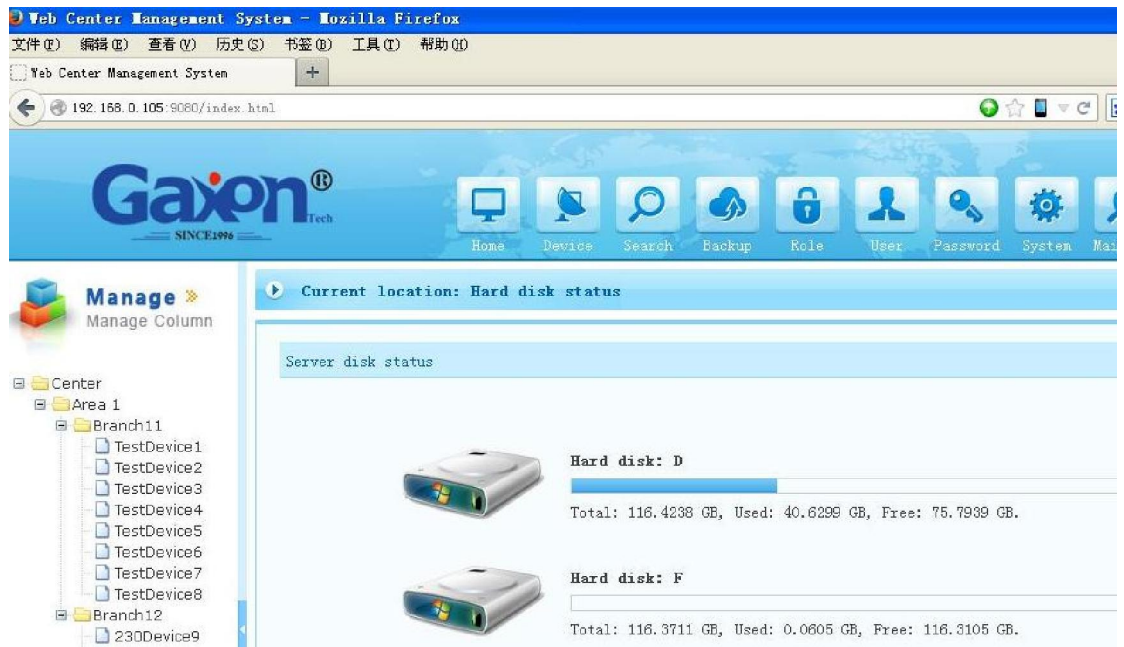 Web Center Management System - Mozilla Firefox
文件(F) 编辑(E) 查看(V) 历史(S) 书签(B) 工具(T) 帮助(H)
Web Center Management System +
192.168.0.105:9080/index.html
Gaxon® Tech
SINCE1996
Home Device Search Backup Role User Password System Mai
Manage »
Manage Column
Current location: Hard disk status
Server disk status
Center
Area 1
Branch11
TestDevice1
TestDevice2
TestDevice3
TestDevice4
TestDevice5
TestDevice6
TestDevice7
TestDevice8
Branch12
230Device9
Hard disk: D
Total: 116.4238 GB, Used: 40.6299 GB, Free: 75.7939 GB.
Hard disk: F
Total: 116.3711 GB, Used: 0.0605 GB, Free: 116.3105 GB.